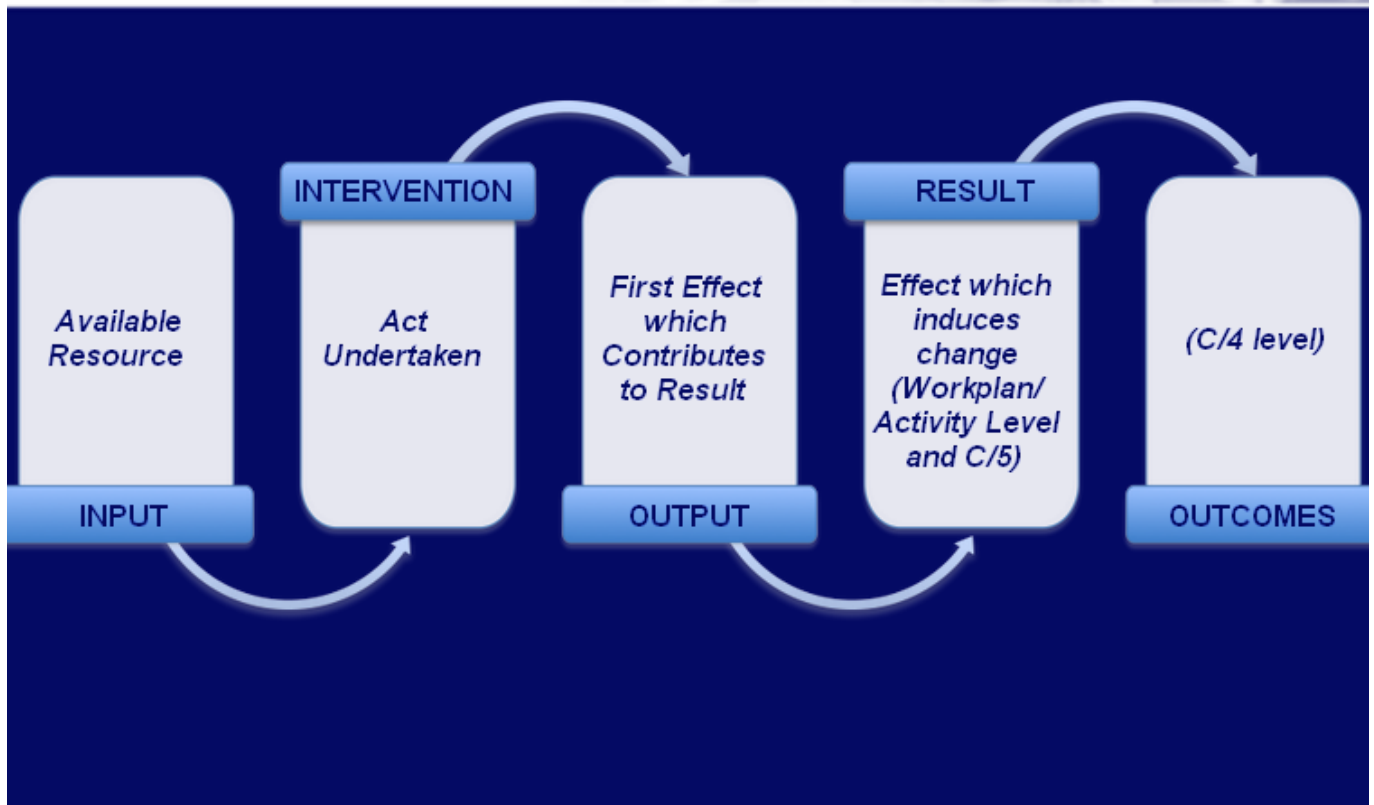 Available
Resource
INPUT
INTERVENTION
Act
Undertaken
First Effect
which
Contributes
to Result
OUTPUT
RESULT
Effect which
induces
change
(Workplan/
Activity Level
and C/5)
(C/4 level)
OUTCOMES